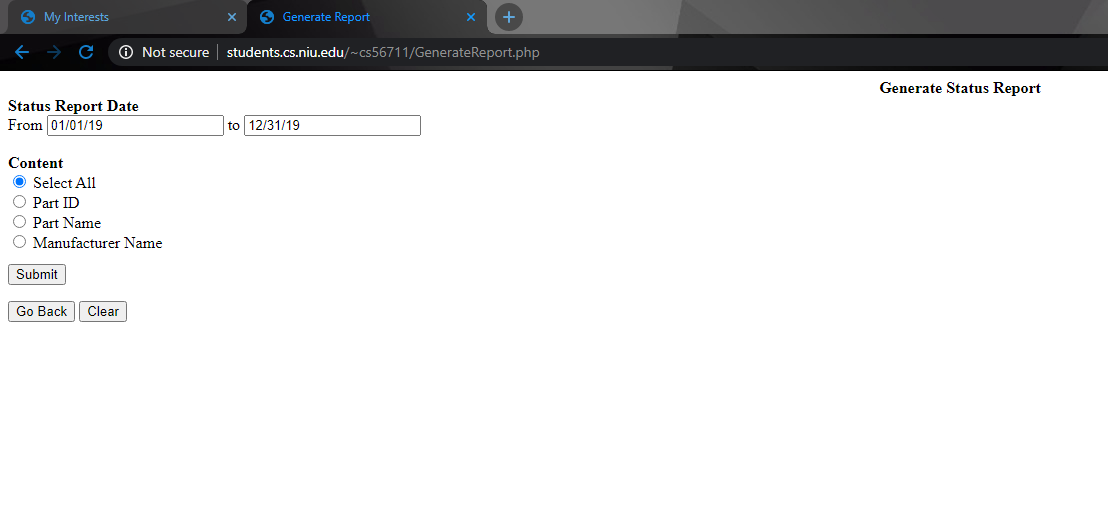 My Interests
Generate Report
Not secure students.cs.niu.edu/~cs56711/GenerateReport.php
Generate Status Report
Status Report Date
From 01/01/19 to 12/31/19
Content
Select All
Part ID
Part Name
Manufacturer Name
Submit
Go Back Clear